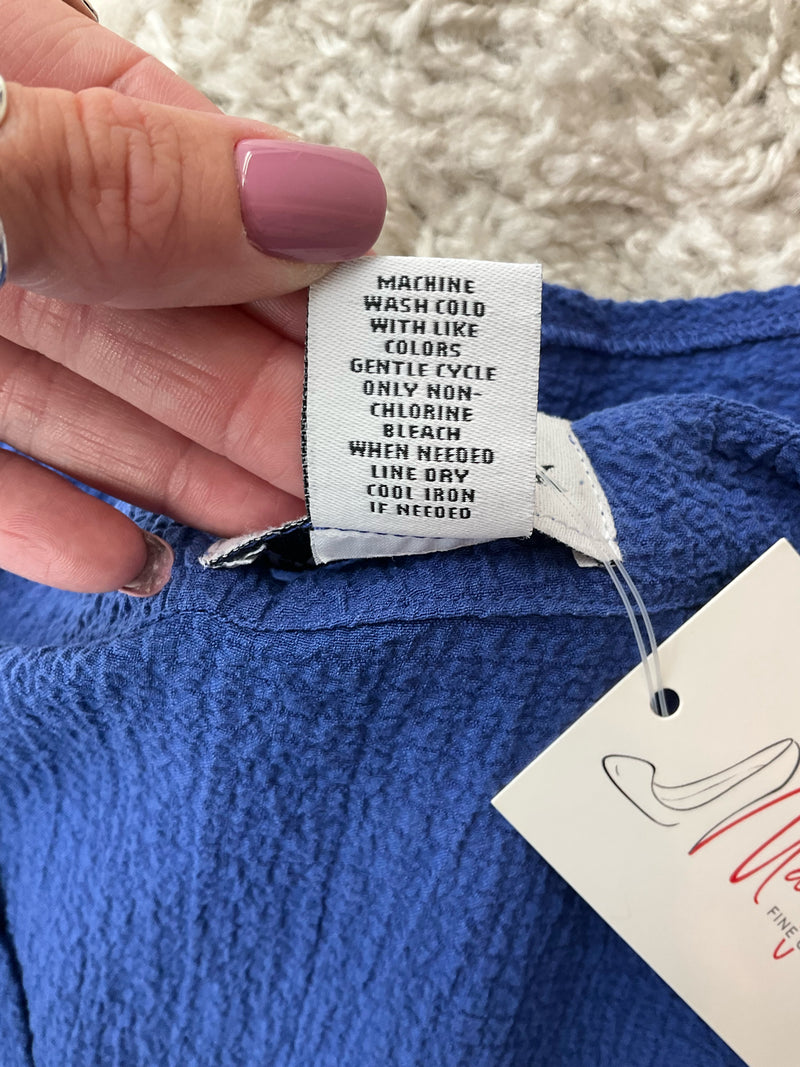 MACHINE
WASH COLD
WITH LIKE
COLORS
GENTLE CYCLE
ONLY NON-
CHLORINE
BLEACH
WHEN NEEDED
LINE DRY
COOL IRON
IF NEEDED
FINE